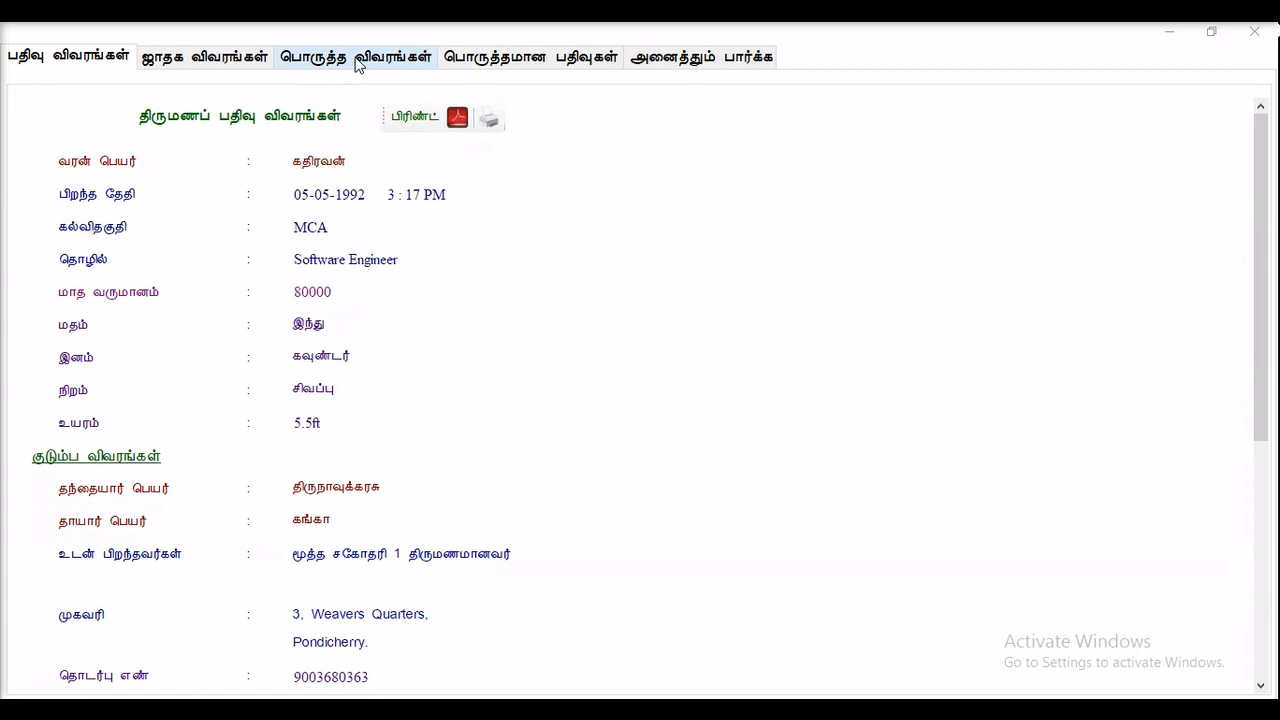 பதிவு விவரங்கள் ஜாதக விவரங்கள் பொருத்த விவரங்கள் பொருத்தமான பதிவுகள் அனைத்தும் பார்க்க
திருமணப் பதிவு விவரங்கள் பிரிண்ட்
வரன் பெயர் : கதிரவன்
பிறந்த தேதி : 05-05-1992 3 : 17 PM
கல்விதகுதி : MCA
தொழில் : Software Engineer
மாத வருமானம் : 80000
மதம் : இந்து
இனம் : கவுண்டர்
நிறம் : சிவப்பு
உயரம் : 5.5ft
குடும்ப விவரங்கள்
தந்தையார் பெயர் : திருநாவுக்கரசு
தாயார் பெயர் : கங்கா
உடன் பிறந்தவர்கள் : மூத்த சகோதரி 1 திருமணமானவர்
முகவரி : 3, Weavers Quarters,
Pondicherry.
தொடர்பு எண் : 9003680363
Activate Windows
Go to Settings to activate Windows.